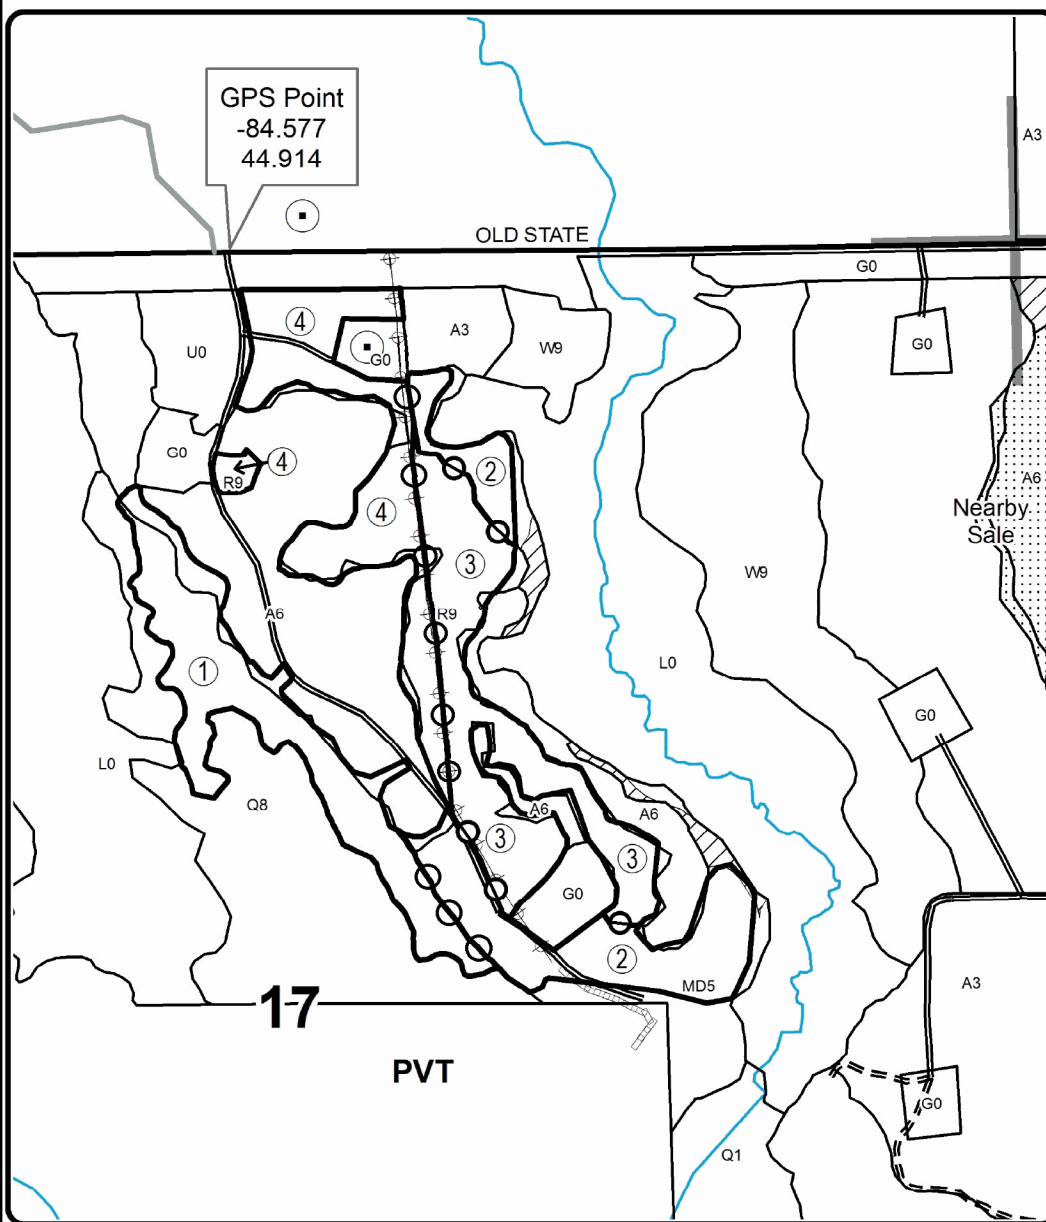 GPS Point
-84.577
44.914
A3
OLD STATE
G0
4
U0
G0
A3
W9
G0
G0
R9
4
2
4
A6
Nearby
Sale
3
W9
A6
R9
1
L0
L0
Q8
G0
A6
A6
3
3
G0
2
MD5
A3
17
PVT
G0
Q1